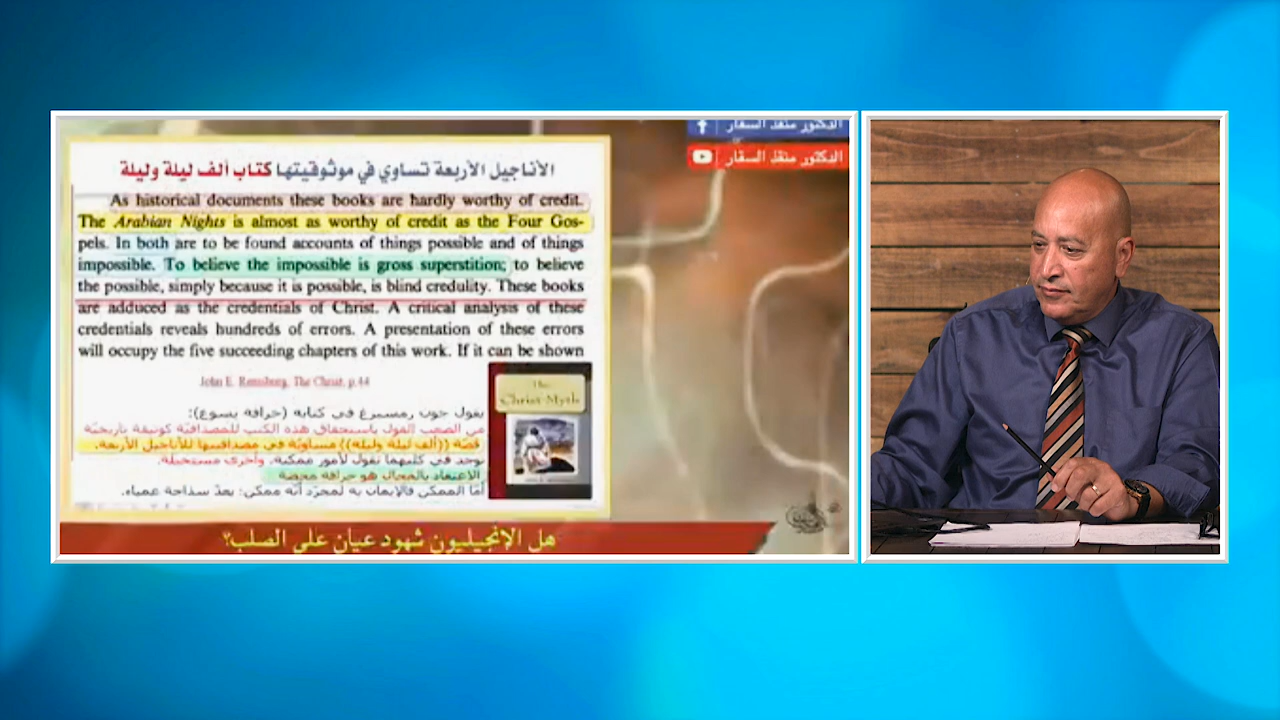 الدكتور منقذ السقار
الدكتور منقذ السقار
الأناجيل الأربعة تساوي في موثوقيتها كتاب ألف ليلة وليلة
As historical documents these books are hardly worthy of credit.
The Arabian Nights is almost as worthy of credit as the Four Gos-
pels. In both are to be found accounts of things possible and of things
impossible. To believe the impossible is gross superstition; to believe
the possible, simply because it is possible, is blind credulity. These books
are adduced as the credentials of Christ. A critical analysis of these
credentials reveals hundreds of errors. A presentation of these errors
will occupy the five succeeding chapters of this work. If it can be shown
John E. Remsburg, The Christ, p.44
The
Christ Myth
يقول جون رمسبرغ في كتابه (خرافة يسوع):
من الصعب القول باستحقاق هذه الكتب للمصداقية كوثيقة تاريخية
قصة ((ألف ليلة وليلة)) مساوية في مصداقيتها للأناجيل الأربعة.
يوجد في كليهما نقول لأمور ممكنة، وأخرى مستحيلة.
الاعتقاد بالمحال هو خرافة محضة
أما الممكن فالإيمان به لمجرد أنه ممكن؛ يعد سذاجة عمياء.
هل الإنجيليون شهود عيان على الصلب؟